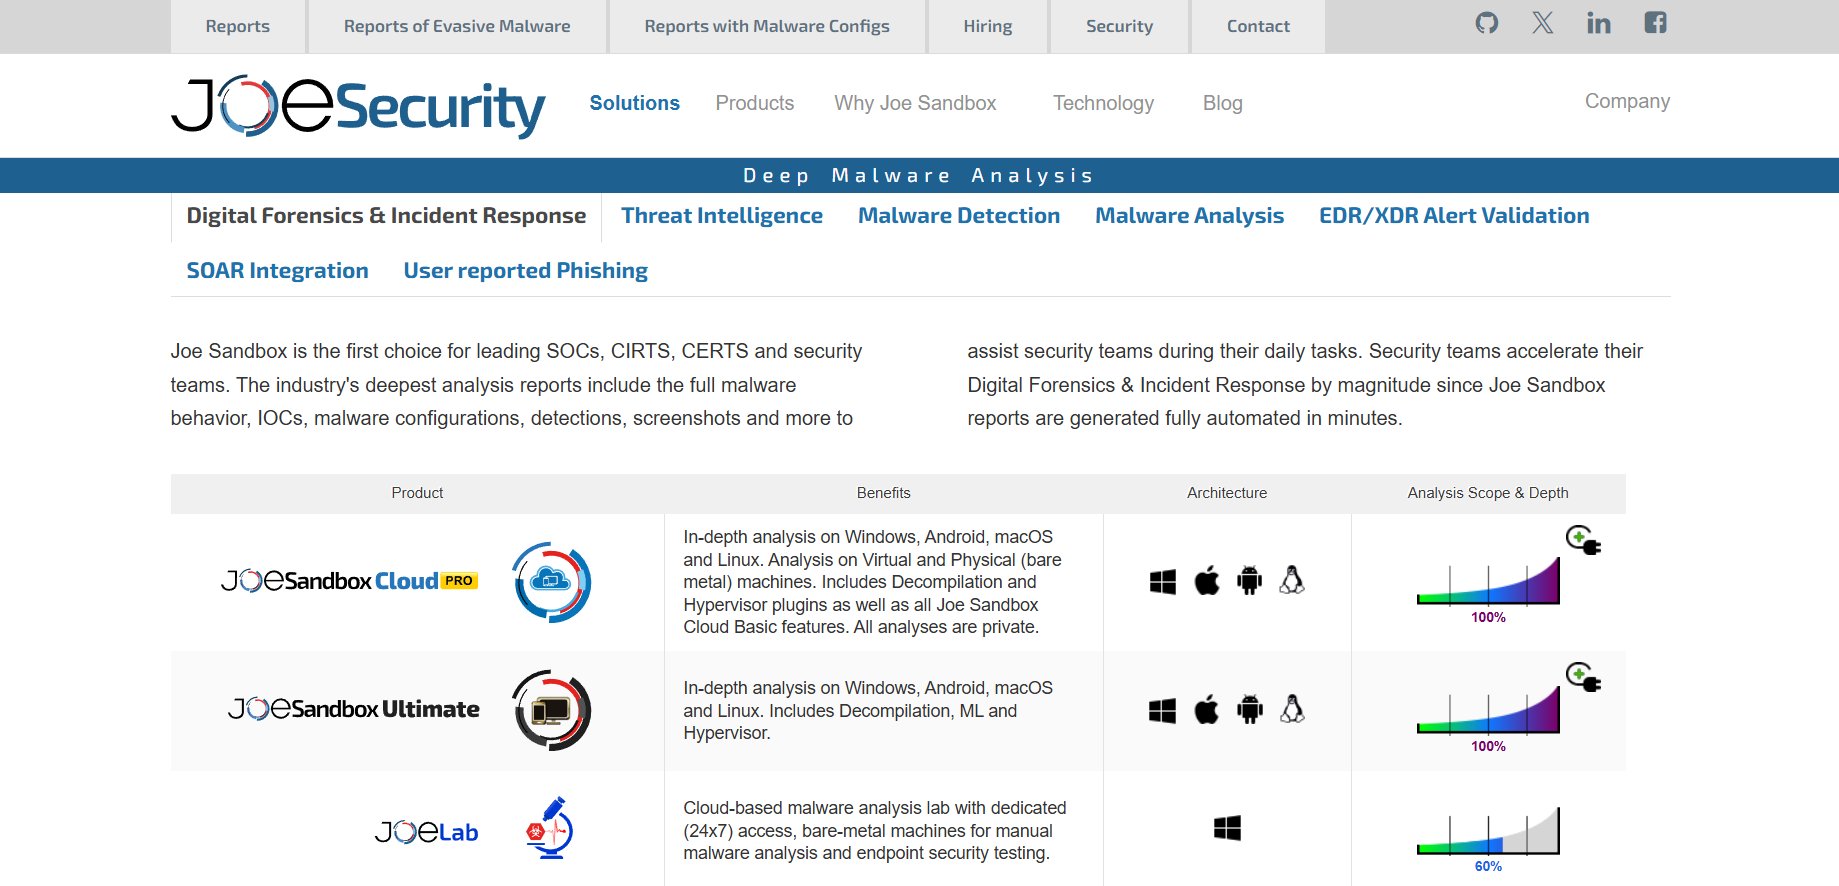 Reports Reports of Evasive Malware Reports with Malware Configs Hiring Security Contact
JOeSecurity
Solutions Products Why Joe Sandbox Technology Blog Company
Deep Malware Analysis
Digital Forensics & Incident Response Threat Intelligence Malware Detection Malware Analysis EDR/XDR Alert Validation
SOAR Integration User reported Phishing
Joe Sandbox is the first choice for leading SOCs, CIRTS, CERTS and security
teams. The industry's deepest analysis reports include the full malware
behavior, IOCs, malware configurations, detections, screenshots and more to
assist security teams during their daily tasks. Security teams accelerate their
Digital Forensics & Incident Response by magnitude since Joe Sandbox
reports are generated fully automated in minutes.
Product Benefits Architecture Analysis Scope & Depth
JOeSandbox Cloud PRO
In-depth analysis on Windows, Android, macOS
and Linux. Analysis on Virtual and Physical (bare
metal) machines. Includes Decompilation and
Hypervisor plugins as well as all Joe Sandbox
Cloud Basic features. All analyses are private.
100%
JOeSandbox Ultimate
In-depth analysis on Windows, Android, macOS
and Linux. Includes Decompilation, ML and
Hypervisor.
100%
JOeLab
Cloud-based malware analysis lab with dedicated
(24x7) access, bare-metal machines for manual
malware analysis and endpoint security testing.
60%